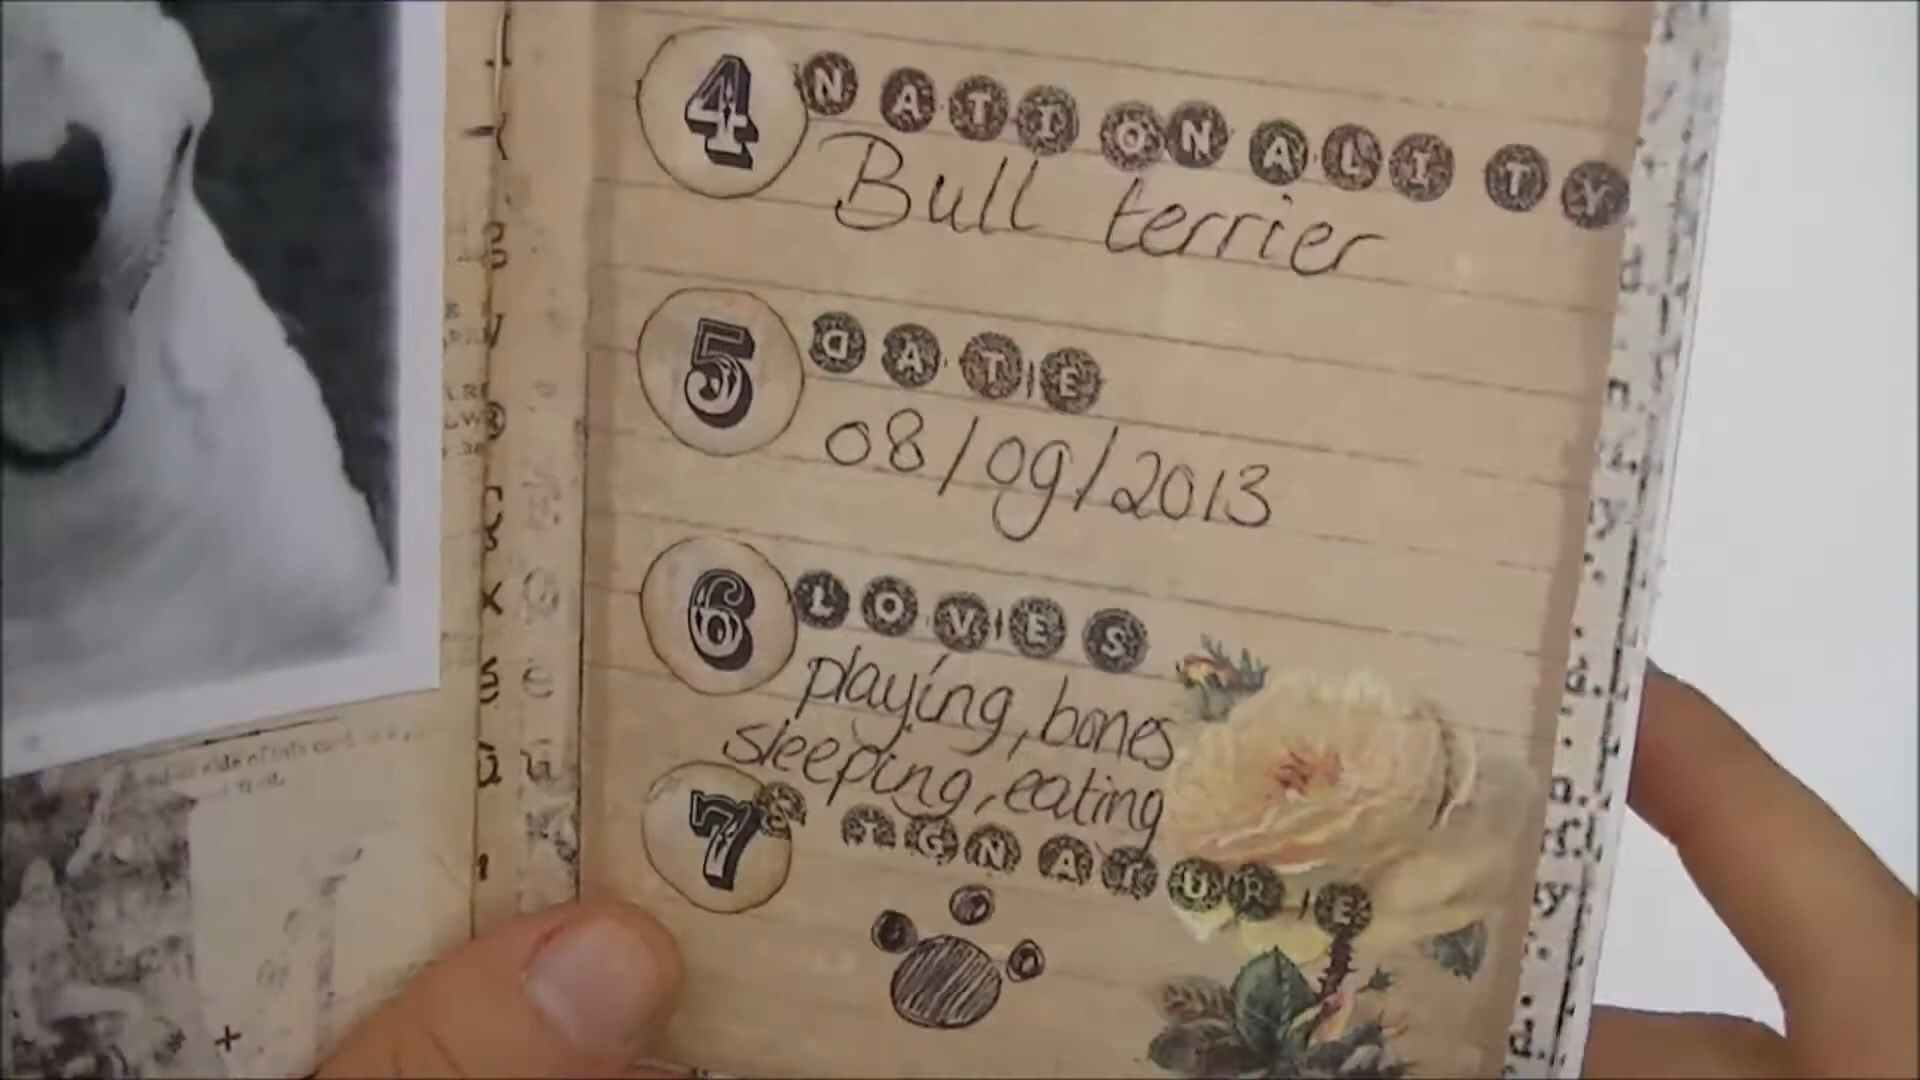 4 NATIONALITY
Bull terrier
5 DATE
08/09/2013
6 LOVES
playing, bones
sleeping, eating
7 SIGNATURE